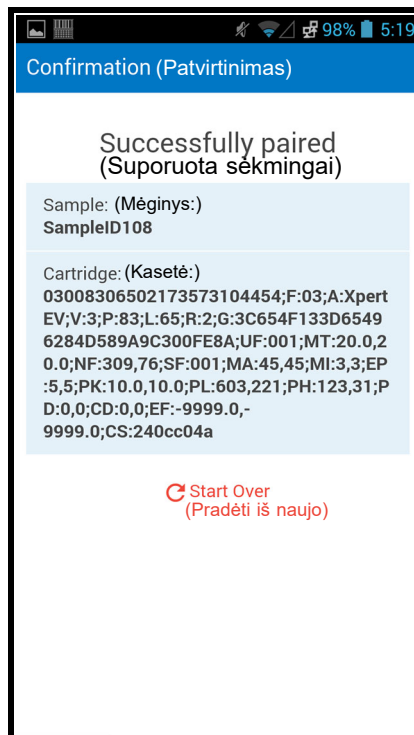 98% 5:19
Confirmation (Patvirtinimas)
Successfully paired
(Suporuota sėkmingai)
Sample: (Mėginys:)
SampleID108
Cartridge: (Kasetė:)
03008306502173573104454;F:03;A:Xpert
EV;V:3;P:83;L:65;R:2;G:3C654F133D6549
6284D589A9C300FE8A;UF:001;MT:20.0,2
0.0;NF:309,76;SF:001;MA:45,45;MI:3,3;EP
:5,5;PK:10.0,10.0;PL:603,221;PH:123,31;P
D:0,0;CD:0,0;EF:-9999.0,-
9999.0;CS:240cc04a
Start Over
(Pradėti iš naujo)